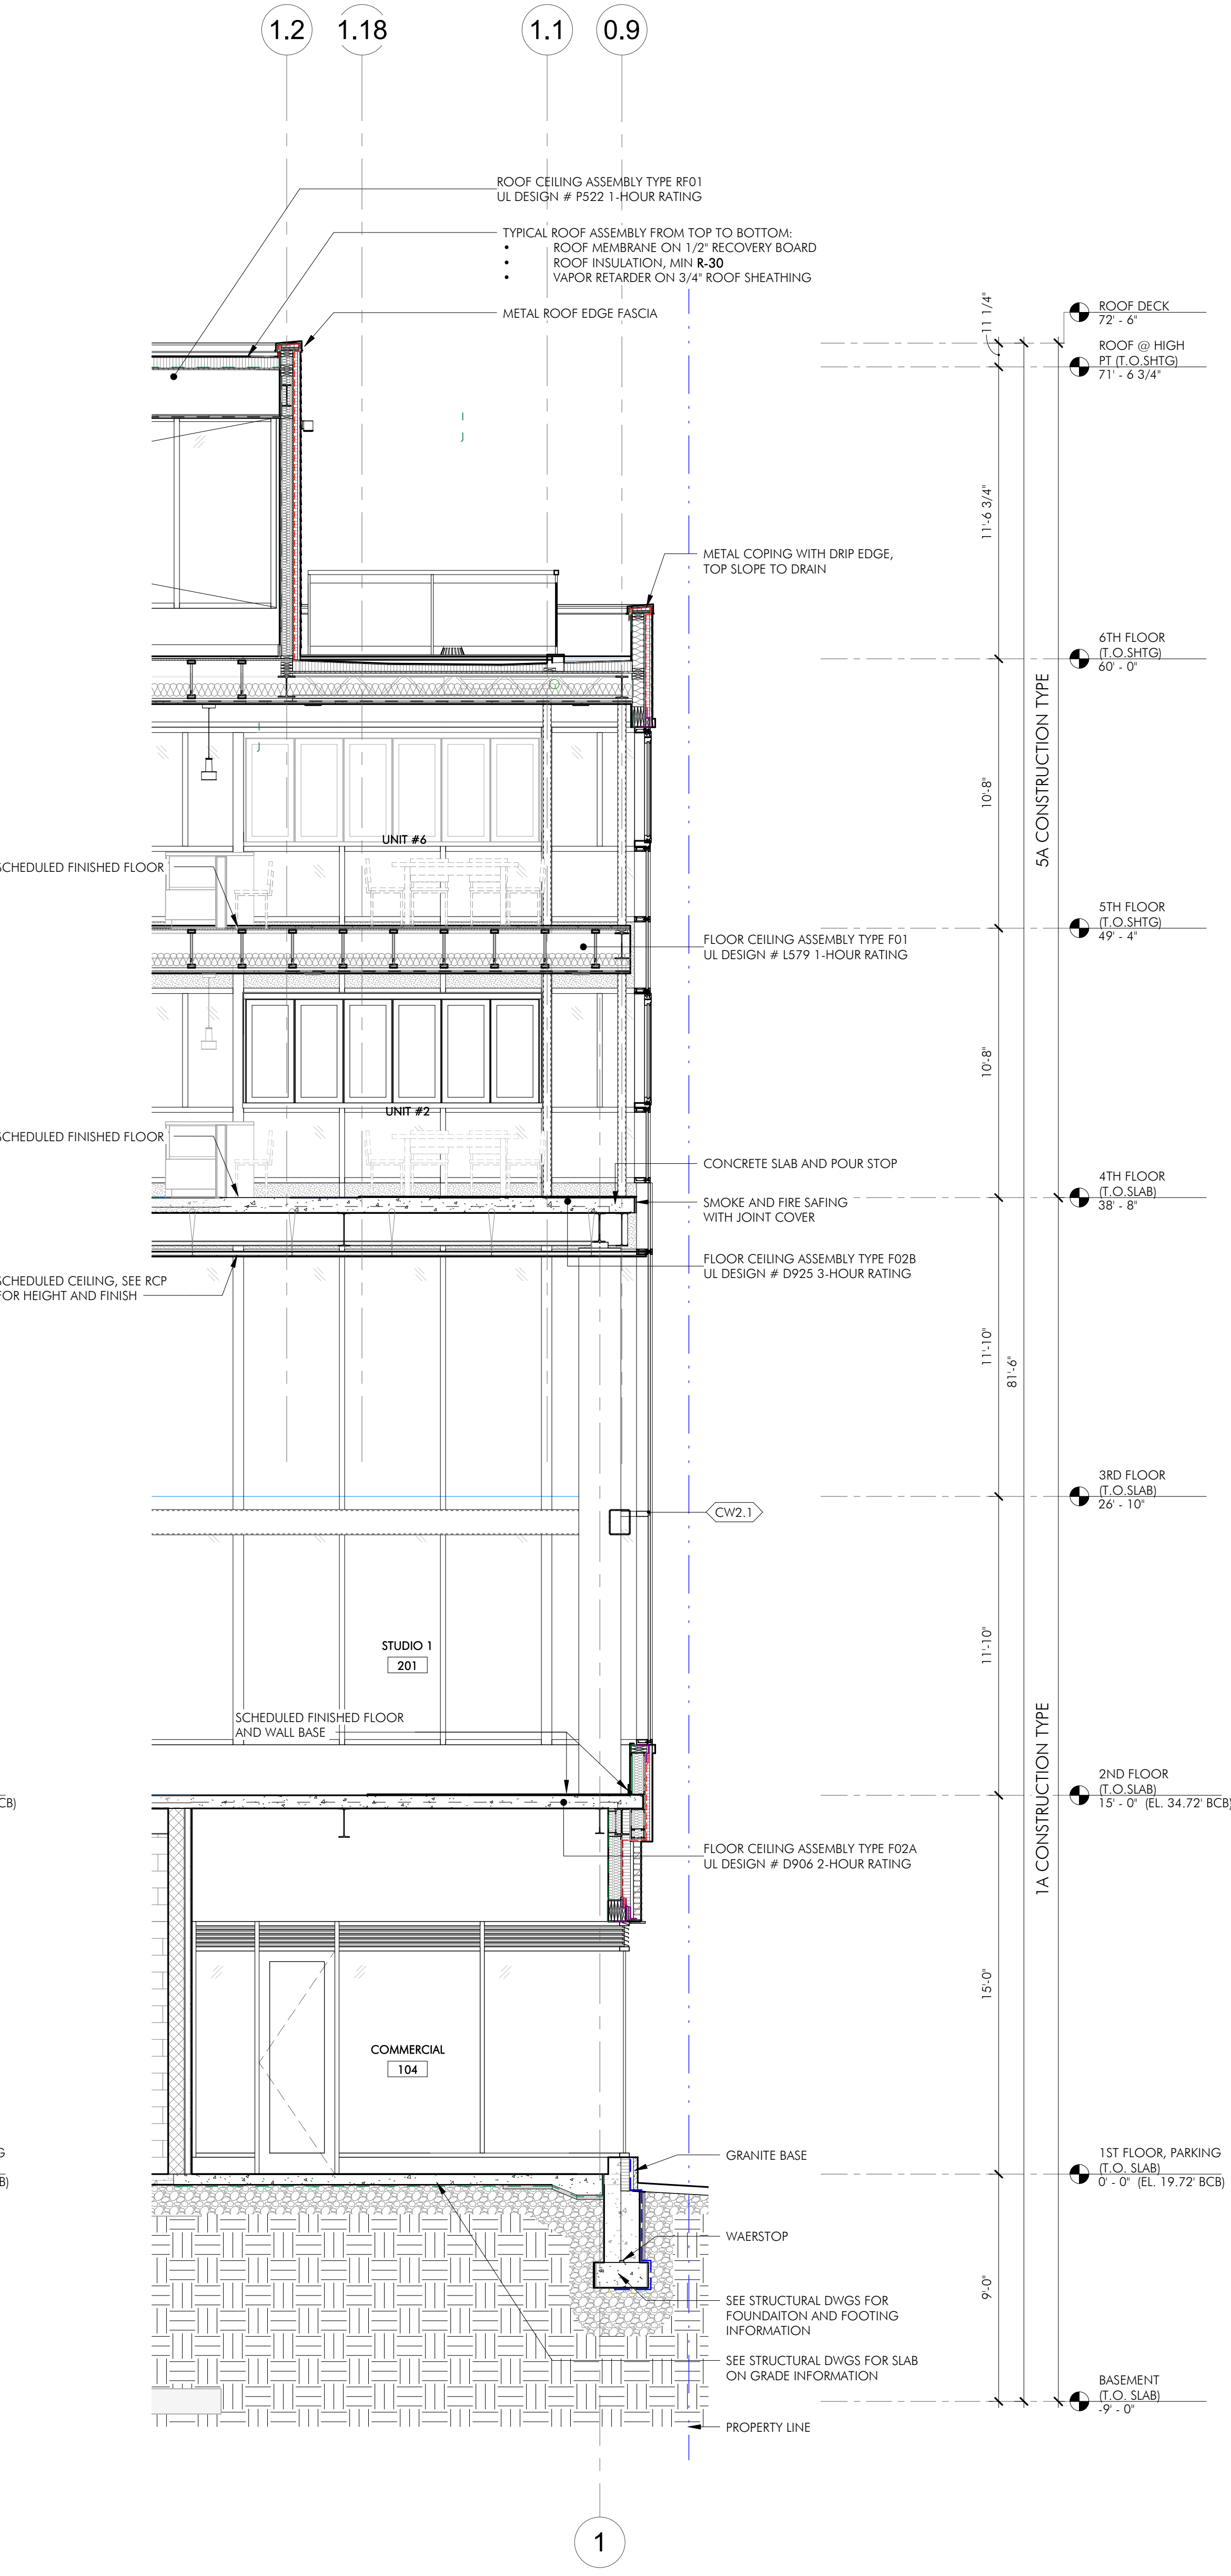 1.2
1.18
1.1
0.9
ROOF CEILING ASSEMBLY TYPE RF01
UL DESIGN # P522 1-HOUR RATING
TYPICAL ROOF ASSEMBLY FROM TOP TO BOTTOM:
• ROOF MEMBRANE ON 1/2" RECOVERY BOARD
• ROOF INSULATION, MIN R-30
• VAPOR RETARDER ON 3/4" ROOF SHEATHING
METAL ROOF EDGE FASCIA
11 1/4"
ROOF DECK
72' - 6"
ROOF @ HIGH
PT (T.O.SHTG)
71' - 6 3/4"
11'-6 3/4"
METAL COPING WITH DRIP EDGE,
TOP SLOPE TO DRAIN
6TH FLOOR
(T.O.SHTG)
60' - 0"
5A CONSTRUCTION TYPE
10'-8"
UNIT #6
SCHEDULED FINISHED FLOOR
5TH FLOOR
(T.O.SHTG)
49' - 4"
FLOOR CEILING ASSEMBLY TYPE F01
UL DESIGN # L579 1-HOUR RATING
10'-8"
UNIT #2
SCHEDULED FINISHED FLOOR
CONCRETE SLAB AND POUR STOP
4TH FLOOR
(T.O.SLAB)
38' - 8"
SMOKE AND FIRE SAFING
WITH JOINT COVER
FLOOR CEILING ASSEMBLY TYPE F02B
UL DESIGN # D925 3-HOUR RATING
SCHEDULED CEILING, SEE RCP
FOR HEIGHT AND FINISH
11'-10"
81'-6"
3RD FLOOR
(T.O.SLAB)
26' - 10"
CW2.1
STUDIO 1
201
11'-10"
SCHEDULED FINISHED FLOOR
AND WALL BASE
1A CONSTRUCTION TYPE
2ND FLOOR
(T.O.SLAB)
15' - 0" (EL. 34.72' BCB)
CB)
FLOOR CEILING ASSEMBLY TYPE F02A
UL DESIGN # D906 2-HOUR RATING
15'-0"
COMMERCIAL
104
GRANITE BASE
1ST FLOOR, PARKING
(T.O. SLAB)
0' - 0" (EL. 19.72' BCB)
G
B)
WAERSTOP
9'-0"
SEE STRUCTURAL DWGS FOR
FOUNDAITON AND FOOTING
INFORMATION
SEE STRUCTURAL DWGS FOR SLAB
ON GRADE INFORMATION
BASEMENT
(T.O. SLAB)
-9' - 0"
PROPERTY LINE
1